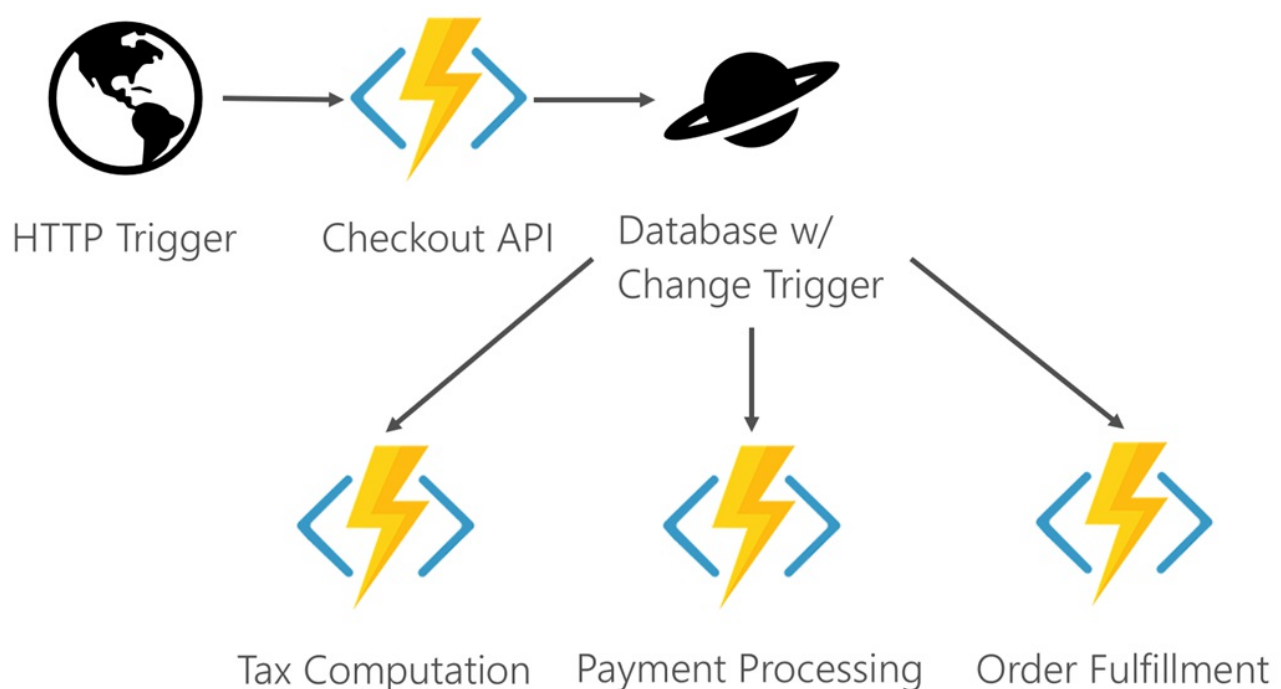 HTTP Trigger
Checkout API
Database w/
Change Trigger
Tax Computation
Payment Processing
Order Fulfillment